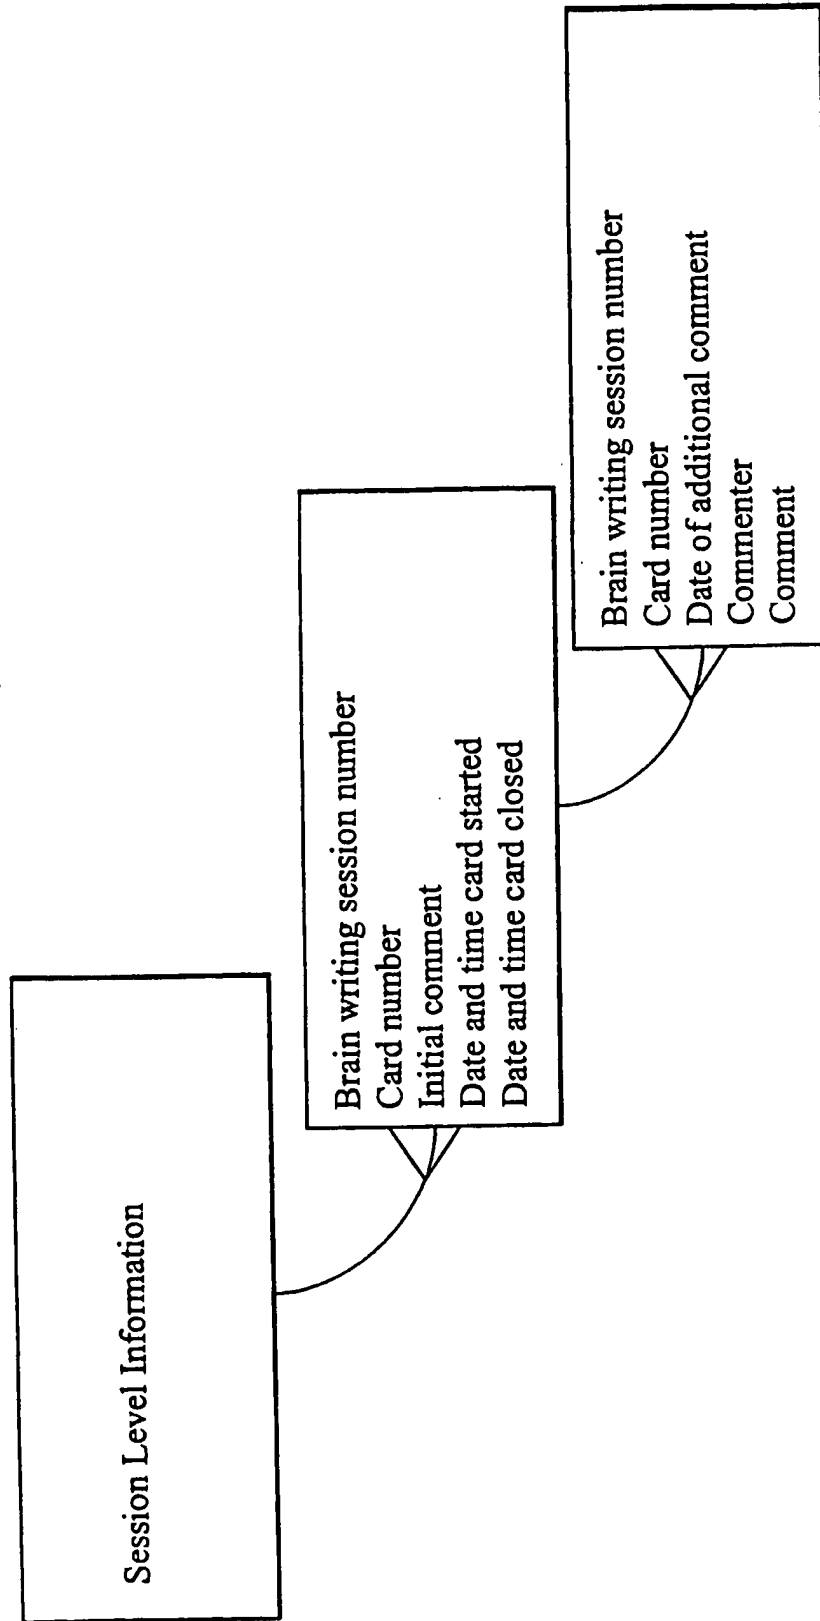 Session Level Information
Brain writing session number
Card number
Initial comment
Date and time card started
Date and time card closed
Brain writing session number
Card number
Date of additional comment
Commenter
Comment